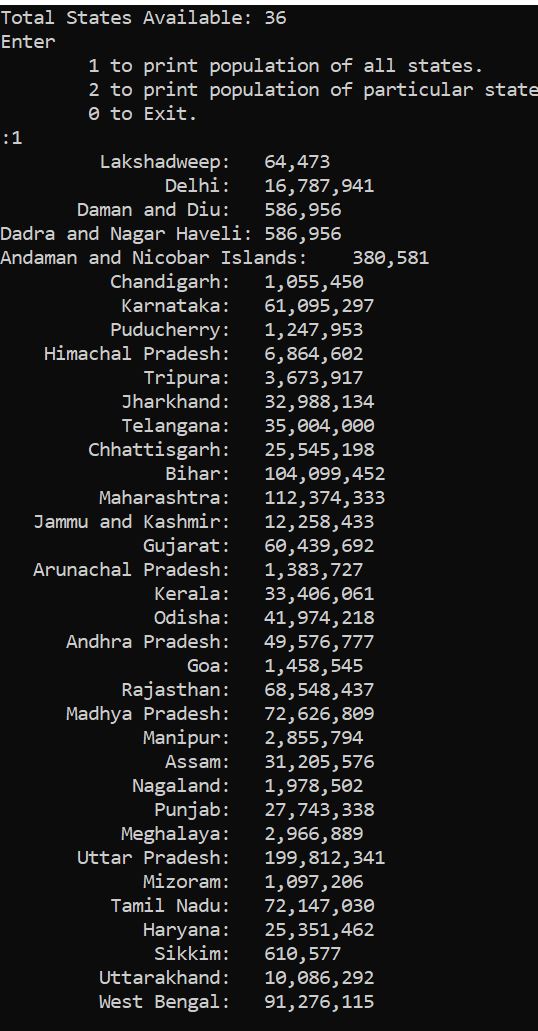 Total States Available: 36
Enter
1 to print population of all states.
2 to print population of particular state
0 to Exit.
:1
Lakshadweep: 64,473
Delhi: 16,787,941
Daman and Diu: 586,956
Dadra and Nagar Haveli: 586,956
Andaman and Nicobar Islands: 380,581
Chandigarh: 1,055,450
Karnataka: 61,095,297
Puducherry: 1,247,953
Himachal Pradesh: 6,864,602
Tripura: 3,673,917
Jharkhand: 32,988,134
Telangana: 35,004,000
Chhattisgarh: 25,545,198
Bihar: 104,099,452
Maharashtra: 112,374,333
Jammu and Kashmir: 12,258,433
Gujarat: 60,439,692
Arunachal Pradesh: 1,383,727
Kerala: 33,406,061
Odisha: 41,974,218
Andhra Pradesh: 49,576,777
Goa: 1,458,545
Rajasthan: 68,548,437
Madhya Pradesh: 72,626,809
Manipur: 2,855,794
Assam: 31,205,576
Nagaland: 1,978,502
Punjab: 27,743,338
Meghalaya: 2,966,889
Uttar Pradesh: 199,812,341
Mizoram: 1,097,206
Tamil Nadu: 72,147,030
Haryana: 25,351,462
Sikkim: 610,577
Uttarakhand: 10,086,292
West Bengal: 91,276,115